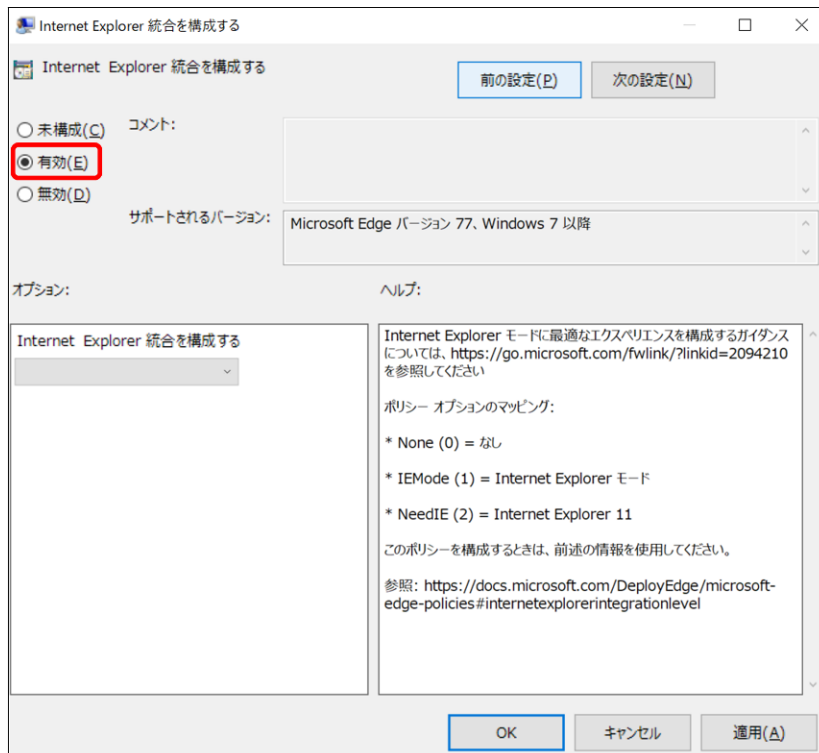 Internet Explorer 統合を構成する
Internet Explorer 統合を構成する
前の設定(P)
次の設定(N)
未構成(C)
コメント:
有効(E)
無効(D)
サポートされるバージョン:
Microsoft Edge バージョン 77、Windows 7 以降
オプション:
ヘルプ:
Internet Explorer 統合を構成する
Internet Explorer モードに最適なエクスペリエンスを構成するガイダンス
については、https://go.microsoft.com/fwlink/?linkid=2094210
を参照してください
ポリシー オプションのマッピング:
* None (0) = なし
* IEMode (1) = Internet Explorer モード
* NeedIE (2) = Internet Explorer 11
このポリシーを構成するときは、前述の情報を使用してください。
参照: https://docs.microsoft.com/DeployEdge/microsoft-
edge-policies#internetexplorerintegrationlevel
OK
キャンセル
適用(A)